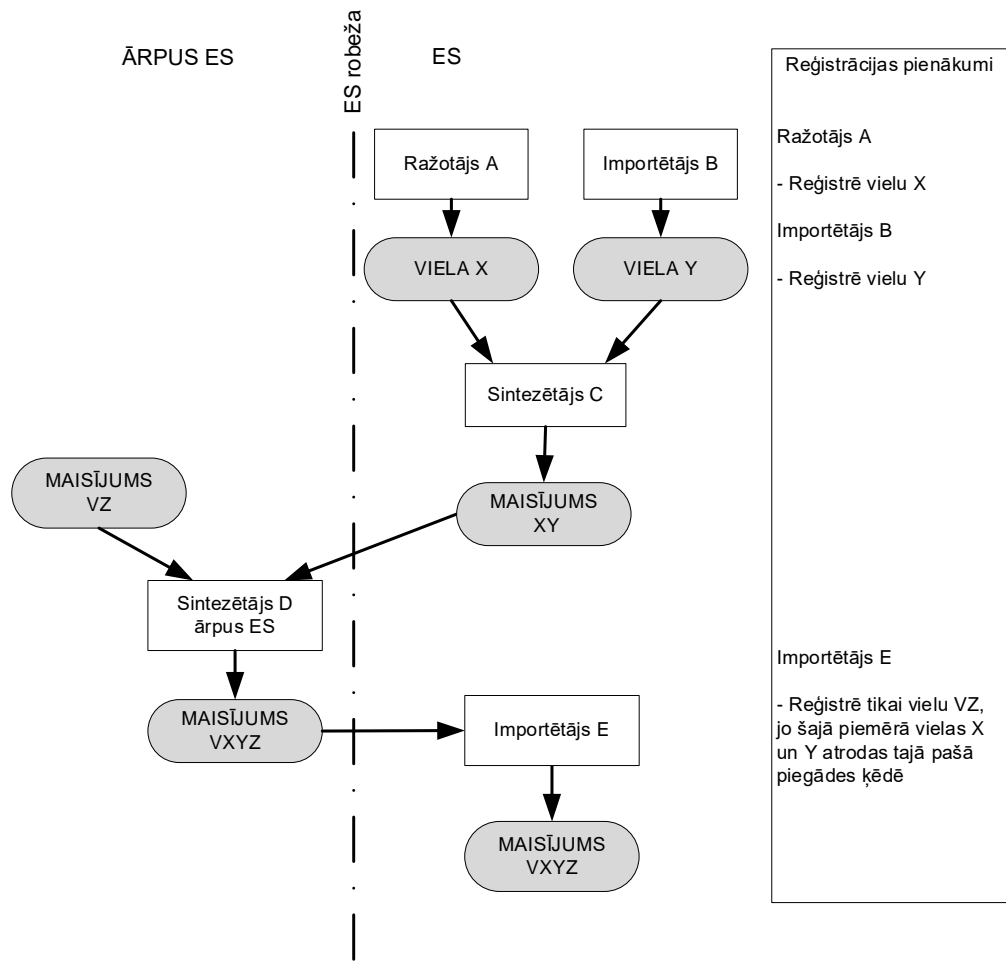 ĀRPUS ES
ES robeža
ES
Ražotājs A
Importētājs B
VIELA X
VIELA Y
Sintezētājs C
MAISĪJUMS
VZ
MAISĪJUMS
XY
Sintezētājs D
ārpus ES
MAISĪJUMS
VXYZ
Importētājs E
MAISĪJUMS
VXYZ
Reģistrācijas pienākumi
Ražotājs A
- Reģistrē vielu X
Importētājs B
- Reģistrē vielu Y
Importētājs E
- Reģistrē tikai vielu VZ,
jo šajā piemērā vielas X
un Y atrodas tajā pašā
piegādes ķēdē